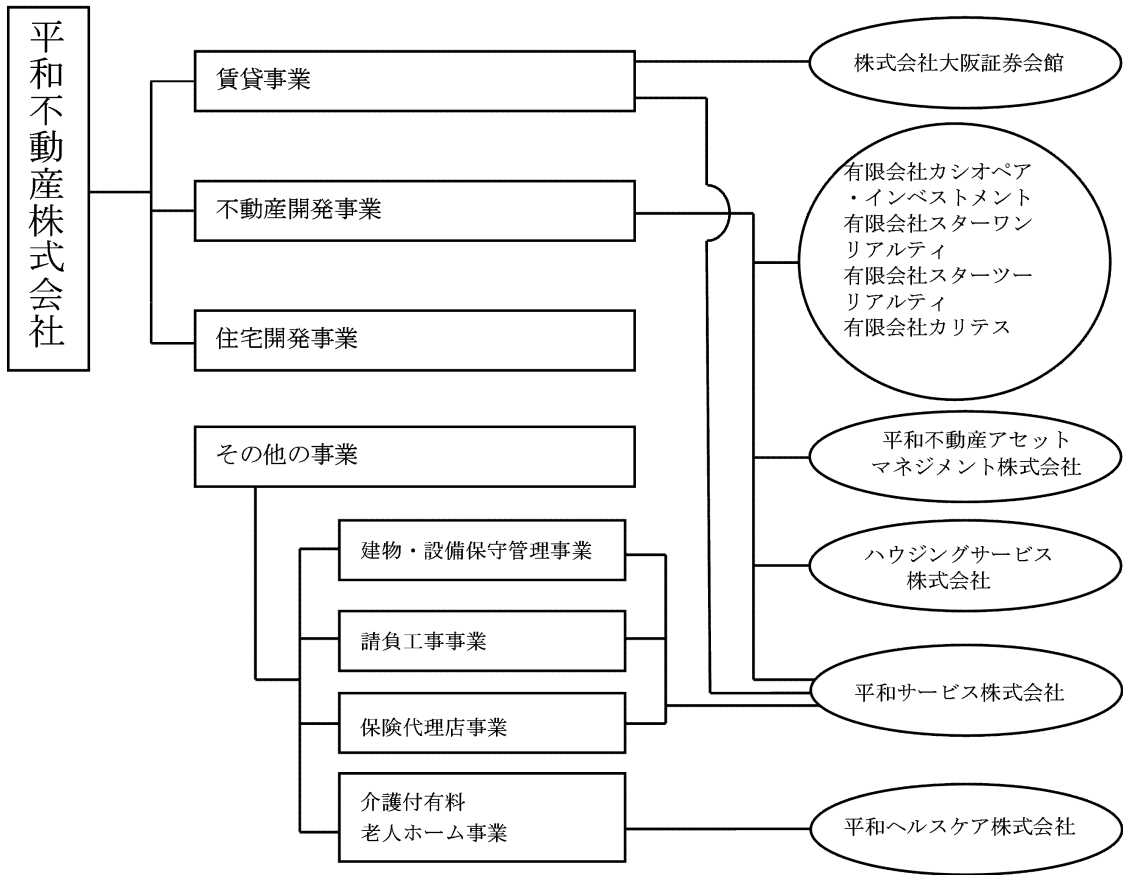 平和不動産株式会社
賃貸事業
不動産開発事業
住宅開発事業
その他の事業
建物・設備保守管理事業
請負工事事業
保険代理店事業
介護付有料
老人ホーム事業
株式会社大阪証券会館
有限会社カシオペア
・インベストメント
有限会社スターワン
リアルティ
有限会社スターツー
リアルティ
有限会社カリテス
平和不動産アセット
マネジメント株式会社
ハウジングサービス
株式会社
平和サービス株式会社
平和ヘルスケア株式会社